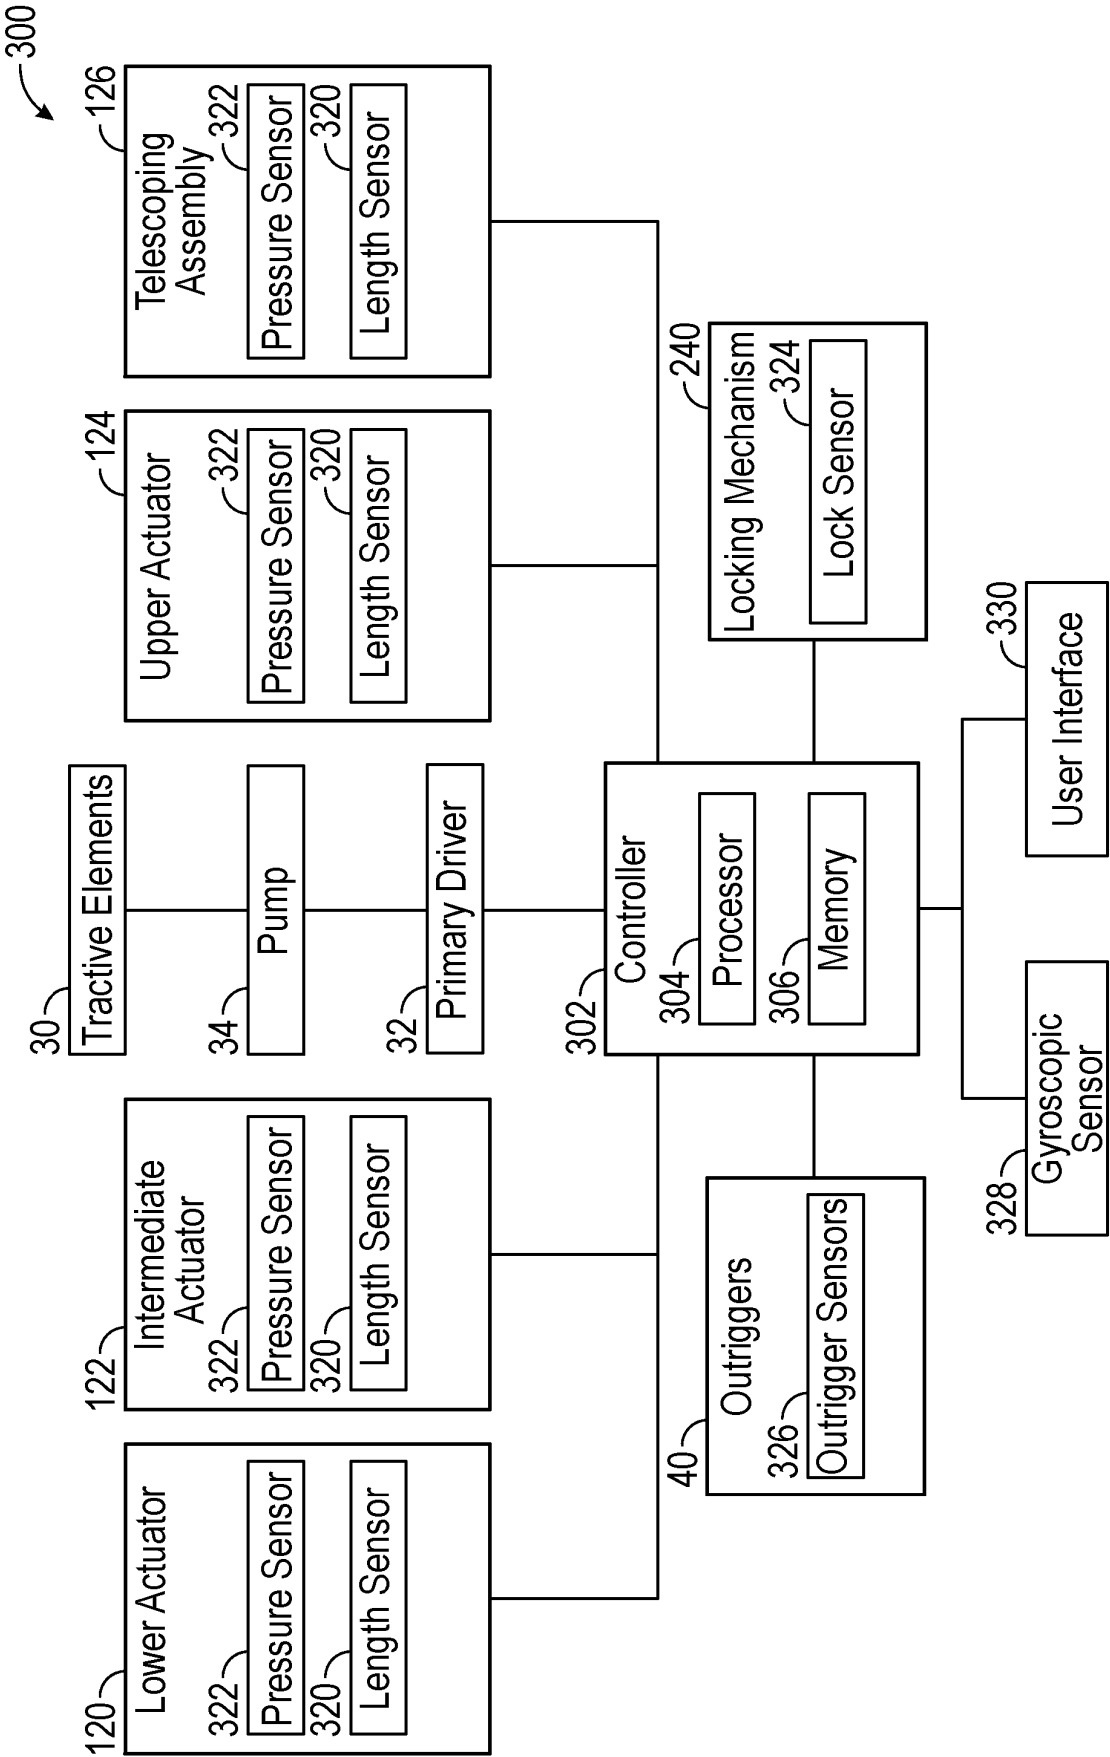 300
120
Lower Actuator
322
Pressure Sensor
320
Length Sensor
122
Intermediate
Actuator
322
Pressure Sensor
320
Length Sensor
30
Tractive Elements
34
Pump
32
Primary Driver
124
Upper Actuator
322
Pressure Sensor
320
Length Sensor
126
Telescoping
Assembly
322
Pressure Sensor
320
Length Sensor
302
Controller
304
Processor
306
Memory
40
Outriggers
326
Outrigger Sensors
240
Locking Mechanism
324
Lock Sensor
328
Gyroscopic
Sensor
330
User Interface